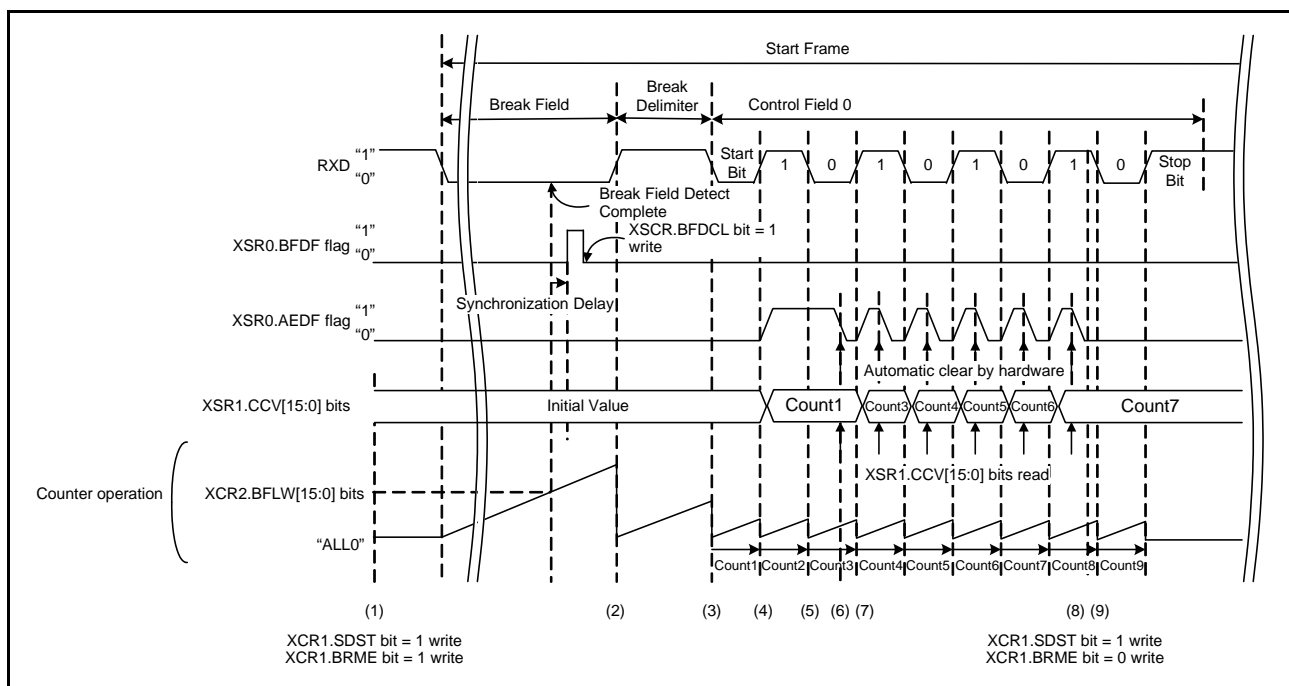 Start Frame
Break Field
Break
Delimiter
Control Field 0
RXD
“1”
“0”
Start
Bit
1
0
1
0
1
0
1
0
Stop
Bit
Break Field Detect
Complete
XSR0.BFDF flag
“1”
“0”
XSCR.BFDCL bit = 1
write
Synchronization Delay
XSR0.AEDF flag
“1”
“0”
Automatic clear by hardware
XSR1.CCV[15:0] bits
Initial Value
Count1
Count3
Count4
Count5
Count6
Count7
XSR1.CCV[15:0] bits read
Counter operation
XCR2.BFLW[15:0] bits
“ALL0”
Count1
Count2
Count3
Count4
Count5
Count6
Count7
Count8
Count9
(1)
(2)
(3)
(4)
(5)
(6)
(7)
(8)
(9)
XCR1.SDST bit = 1 write
XCR1.BRME bit = 1 write
XCR1.SDST bit = 1 write
XCR1.BRME bit = 0 write